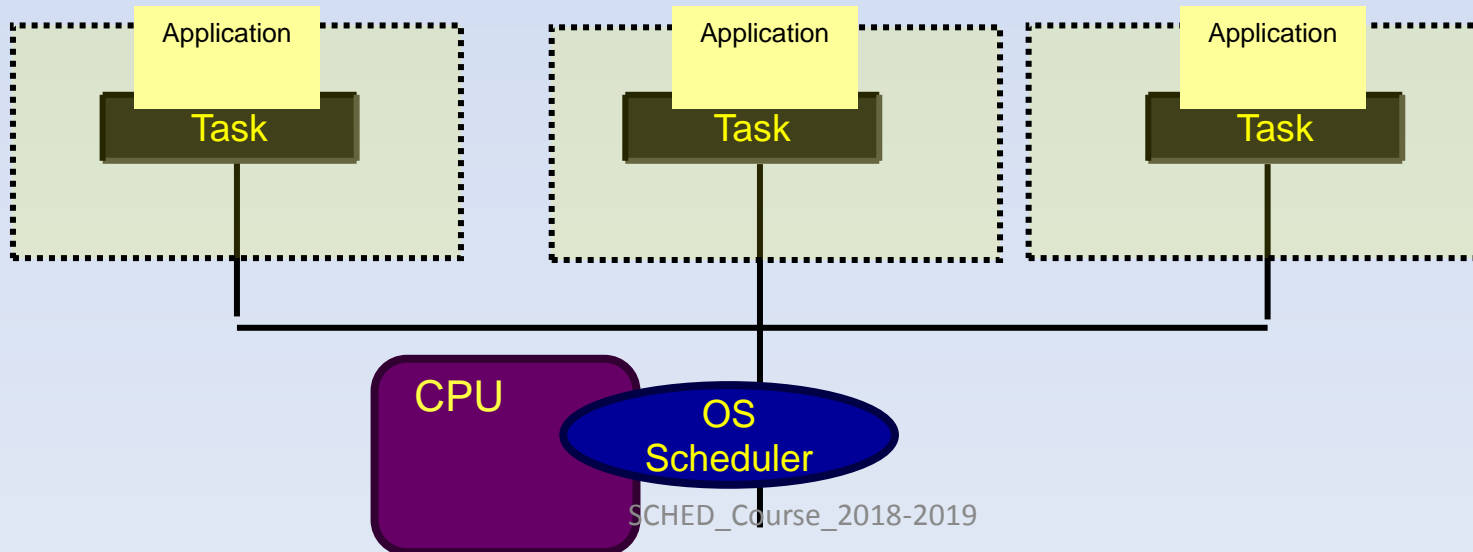 Application
Application
Application
Task
Task
Task
CPU
OS
Scheduler
SCHED_Course_2018-2019